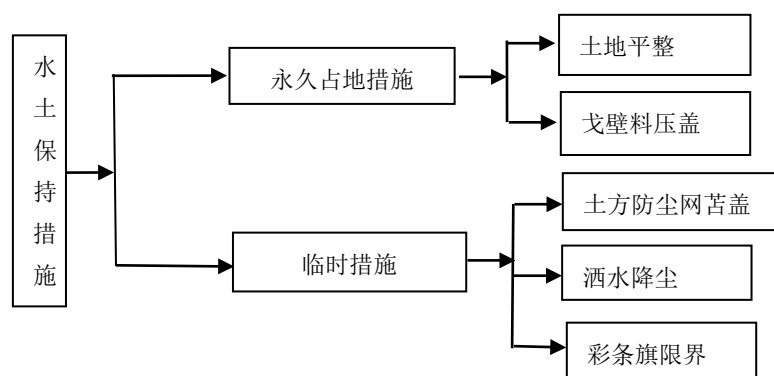 水土保持措施
永久占地措施
土地平整
戈壁料压盖
临时措施
土方防尘网苫盖
洒水降尘
彩条旗限界